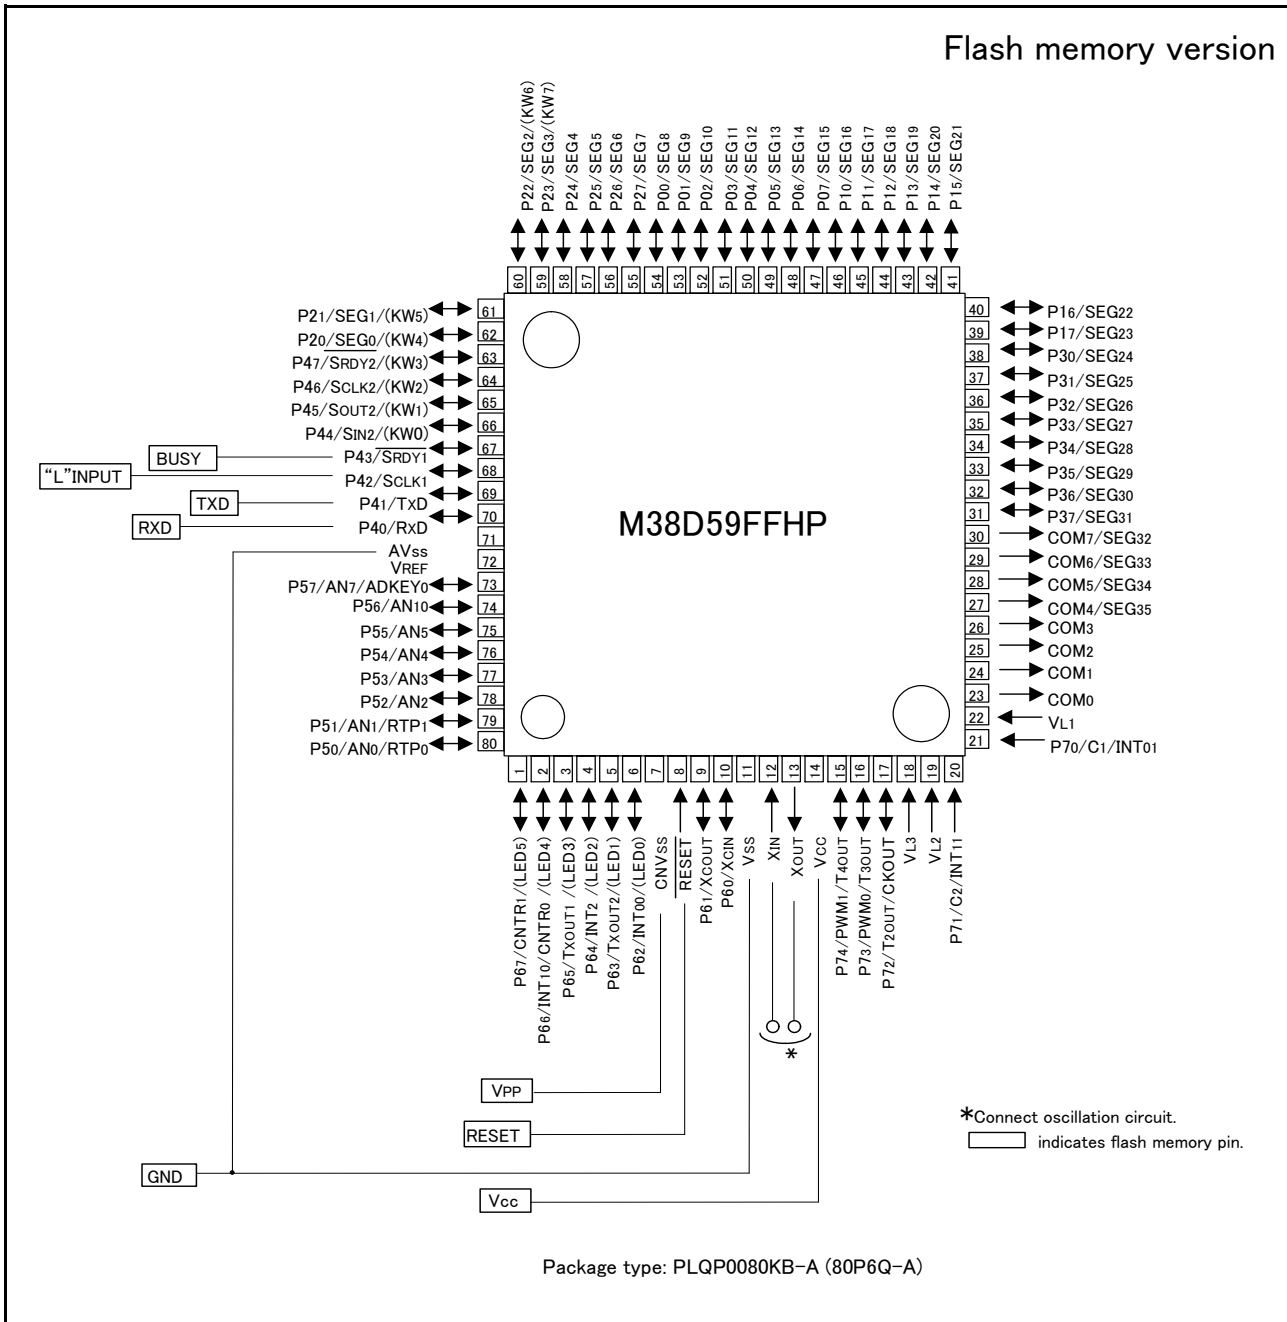 Flash memory version
P22/SEG2/(KW6)
P23/SEG3/(KW7)
P24/SEG4
P25/SEG5
P26/SEG6
P27/SEG7
P00/SEG8
P01/SEG9
P02/SEG10
P03/SEG11
P04/SEG12
P05/SEG13
P06/SEG14
P07/SEG15
P10/SEG16
P11/SEG17
P12/SEG18
P13/SEG19
P14/SEG20
P15/SEG21
60 59 58 57 56 55 54 53 52 51 50 49 48 47 46 45 44 43 42 41
P21/SEG1/(KW5) 61
P20/SEG0/(KW4) 62
P47/SRDY2/(KW3) 63
P46/SCLK2/(KW2) 64
P45/SOUT2/(KW1) 65
P44/SIN2/(KW0) 66
BUSY P43/SRDY1 67
“L”INPUT P42/SCLK1 68
TXD P41/TXD 69
RXD P40/RXD 70
AVSS 71
VREF 72
P57/AN7/ADKEY0 73
P56/AN10 74
P55/AN5 75
P54/AN4 76
P53/AN3 77
P52/AN2 78
P51/AN1/RTP1 79
P50/AN0/RTP0 80
M38D59FFHP
40 P16/SEG22
39 P17/SEG23
38 P30/SEG24
37 P31/SEG25
36 P32/SEG26
35 P33/SEG27
34 P34/SEG28
33 P35/SEG29
32 P36/SEG30
31 P37/SEG31
30 COM7/SEG32
29 COM6/SEG33
28 COM5/SEG34
27 COM4/SEG35
26 COM3
25 COM2
24 COM1
23 COM0
22 VL1
21 P70/C1/INT01
1 2 3 4 5 6 7 8 9 10 11 12 13 14 15 16 17 18 19 20
P67/CNTR1/(LED5)
P66/INT10/CNTR0 /(LED4)
P65/TXOUT1 /(LED3)
P64/INT2 /(LED2)
P63/TXOUT2/(LED1)
P62/INT00/(LED0)
CNVSS
RESET
P61/XCOUT
P60/XCIN
VSS
XIN
XOUT
VCC
P74/PWM1/T4OUT
P73/PWM0/T3OUT
P72/T2OUT/CKOUT
VL3
VL2
P71/C2/INT11
*
VPP
RESET
GND
Vcc
*Connect oscillation circuit.
indicates flash memory pin.
Package type: PLQP0080KB-A (80P6Q-A)